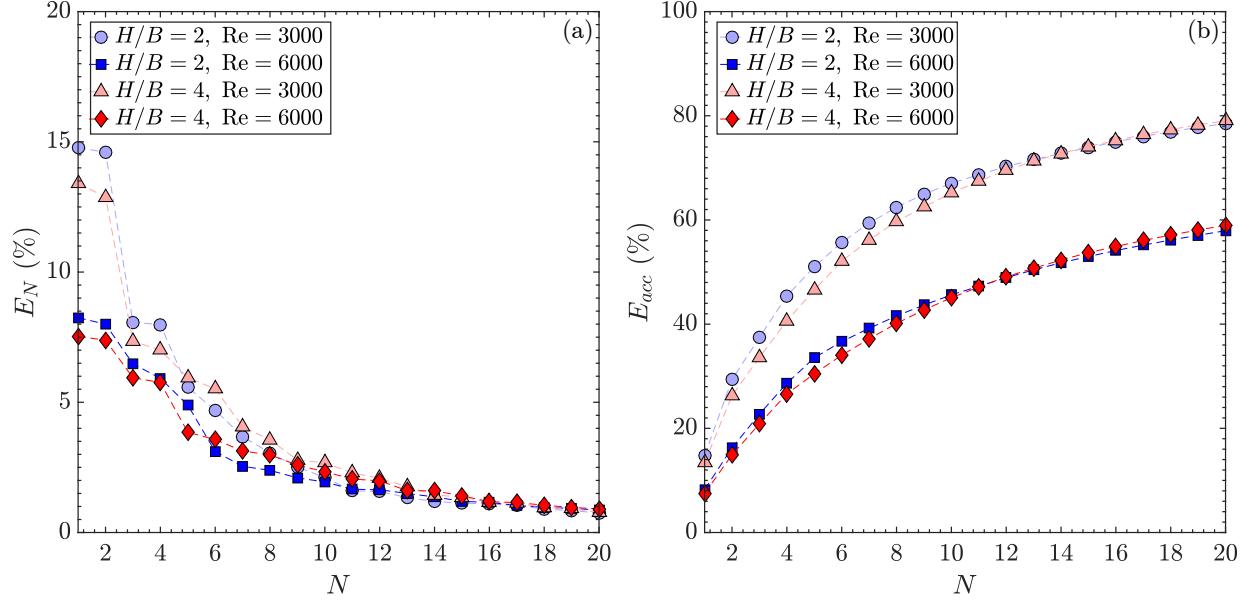 (a)
H/B = 2, Re = 3000
H/B = 2, Re = 6000
H/B = 4, Re = 3000
H/B = 4, Re = 6000
20
15
10
5
0
E_N (%)
2 4 6 8 10 12 14 16 18 20
N
(b)
H/B = 2, Re = 3000
H/B = 2, Re = 6000
H/B = 4, Re = 3000
H/B = 4, Re = 6000
100
80
60
40
20
0
E_acc (%)
2 4 6 8 10 12 14 16 18 20
N